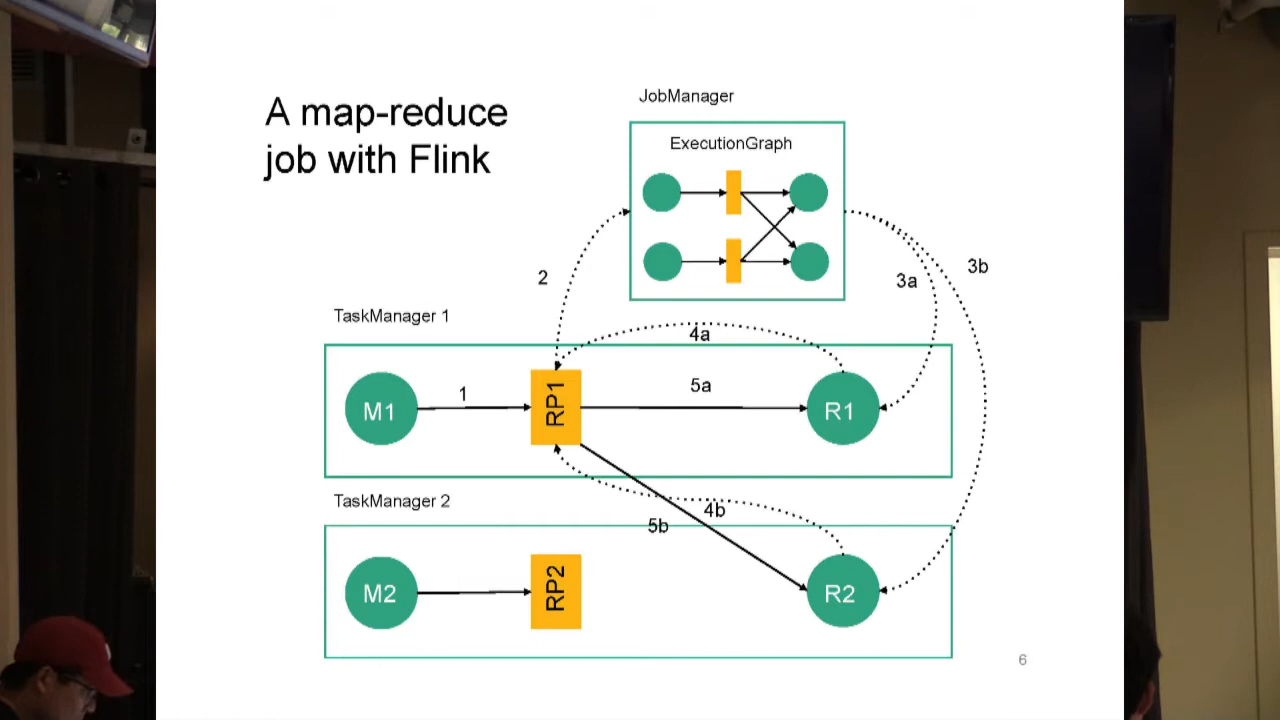 A map-reduce
job with Flink
JobManager
ExecutionGraph
2
3a
3b
TaskManager 1
4a
M1
1
RP1
5a
R1
TaskManager 2
4b
5b
M2
RP2
R2
6